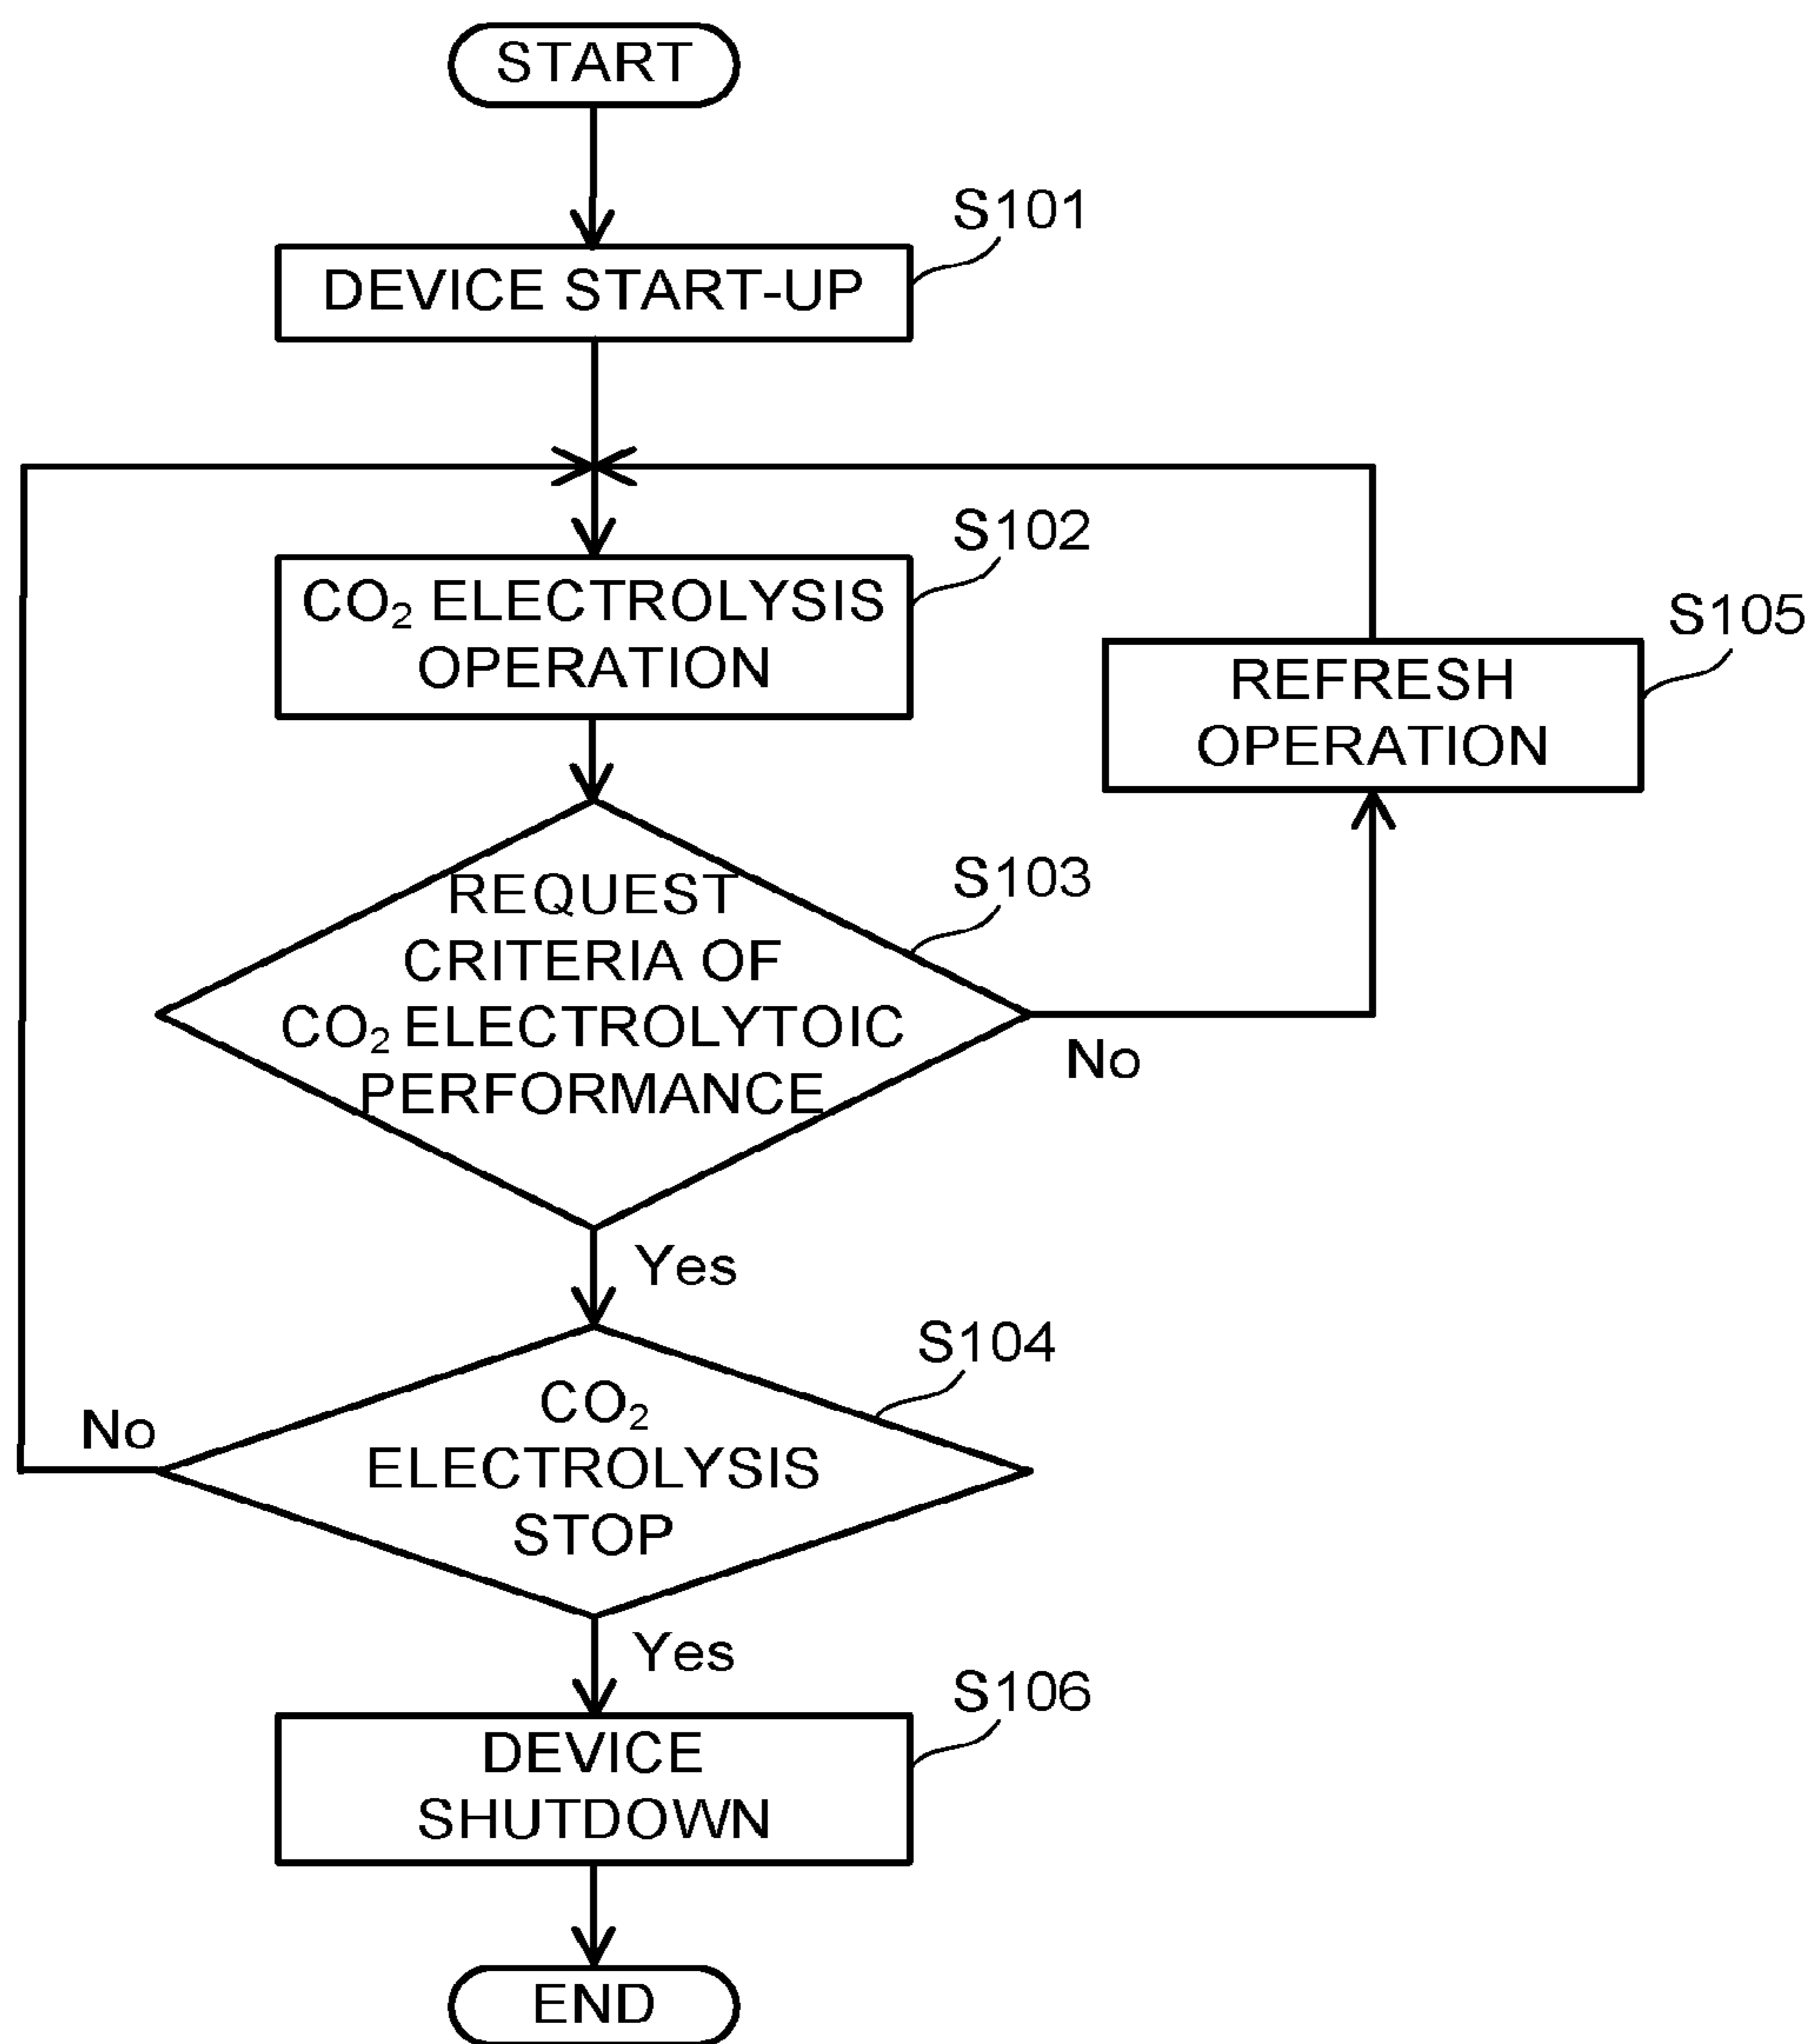 START
S101
DEVICE START-UP
S102
CO₂ ELECTROLYSIS
OPERATION
S105
REFRESH
OPERATION
S103
REQUEST
CRITERIA OF
CO₂ ELECTROLYTOIC
PERFORMANCE
No
Yes
S104
CO₂
ELECTROLYSIS
STOP
No
Yes
S106
DEVICE
SHUTDOWN
END